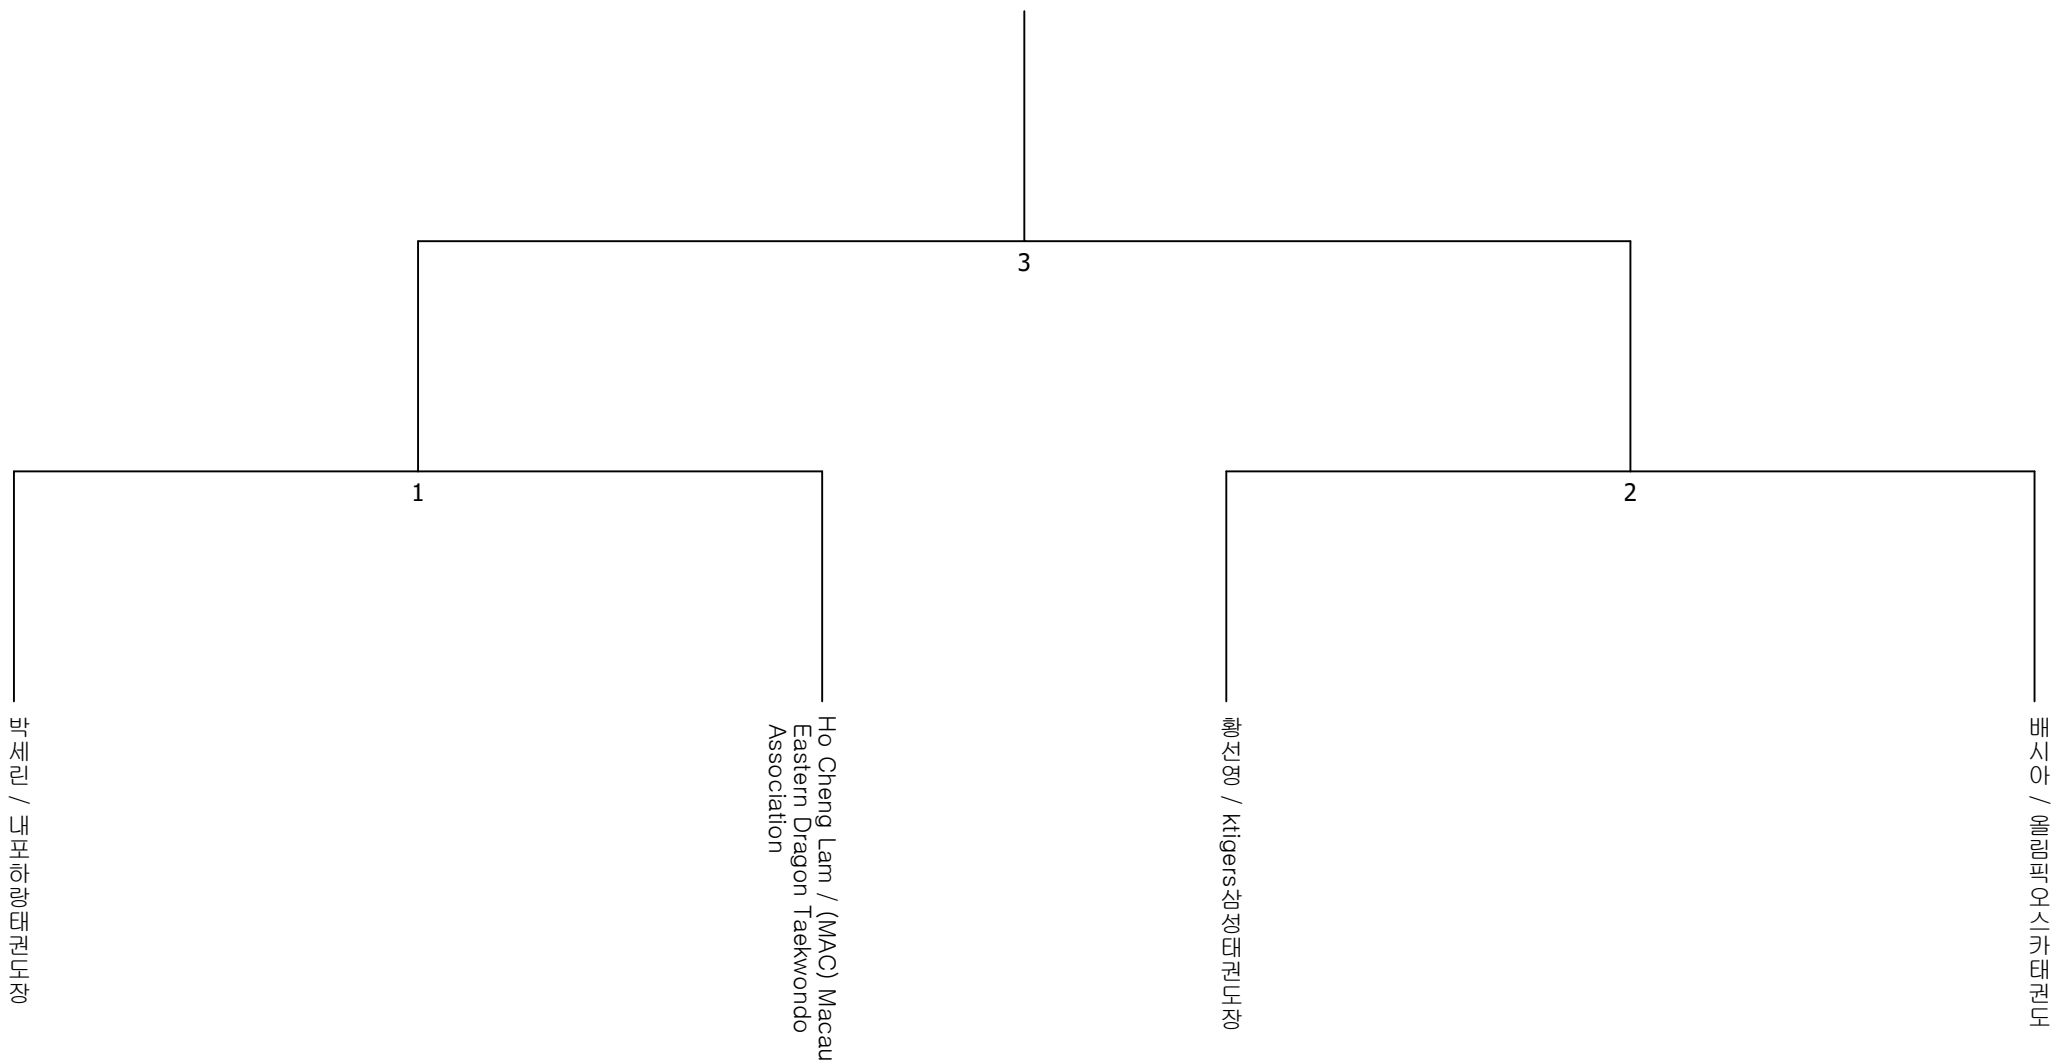 3
1
2
박세린 / 내포하랑태권도장
Ho Cheng Lam / (MAC) Macau
Eastern Dragon Taekwondo
Association
황진영 / ktigers삼성태권도장
배시아 / 올림픽오스카태권도